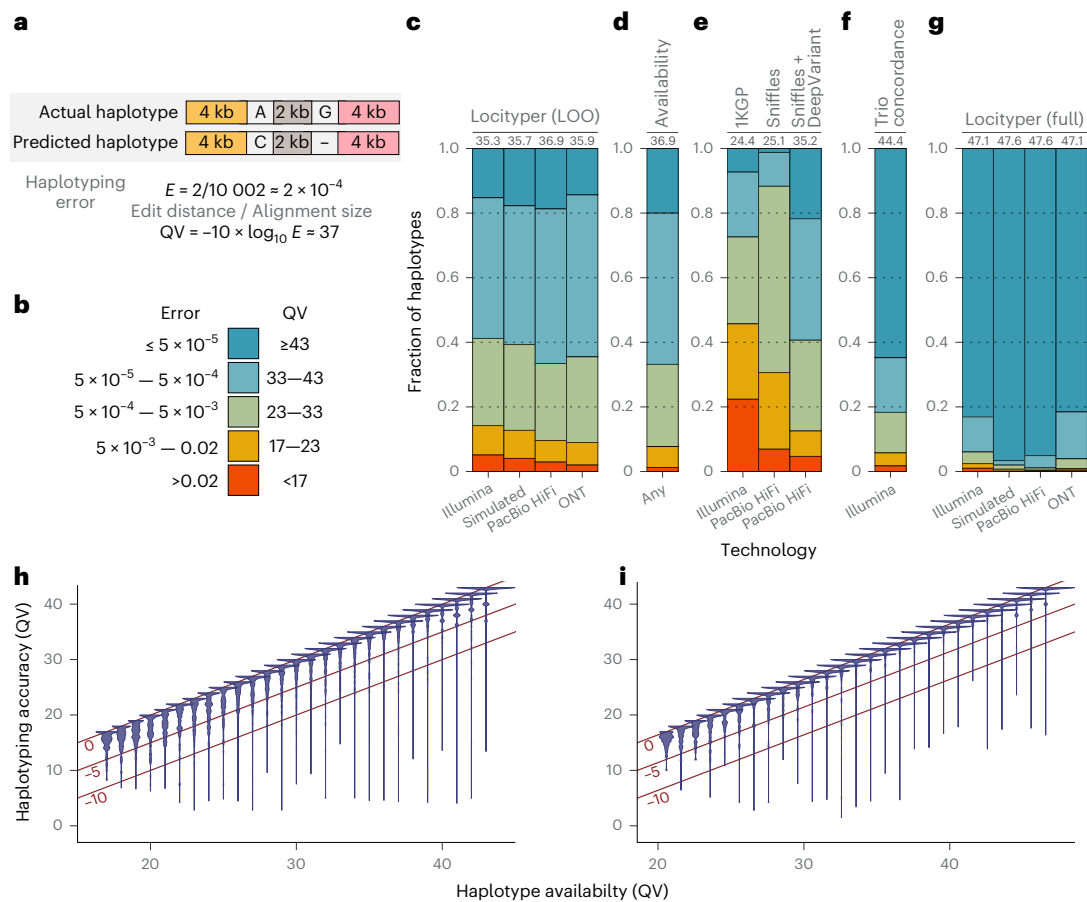 a
Actual haplotype 4 kb A 2 kb G 4 kb
Predicted haplotype 4 kb C 2 kb – 4 kb
Haplotyping
error
E = 2/10 002 ≈ 2 × 10⁻⁴
Edit distance / Alignment size
QV = –10 × log₁₀ E ≈ 37
b
Error QV
≤ 5 × 10⁻⁵ ≥43
5 × 10⁻⁵ — 5 × 10⁻⁴ 33—43
5 × 10⁻⁴ — 5 × 10⁻³ 23—33
5 × 10⁻³ — 0.02 17—23
>0.02 <17
c
Locityper (LOO)
35.3 35.7 36.9 35.9
1.0
0.8
0.6
0.4
0.2
0
Fraction of haplotypes
Illumina
Simulated
PacBio HiFi
ONT
d
Availability
36.9
1.0
0.8
0.6
0.4
0.2
0
Any
e
1KGP
Sniffles
Sniffles +
DeepVariant
24.4 25.1 35.2
1.0
0.8
0.6
0.4
0.2
0
Illumina
PacBio HiFi
PacBio HiFi
f
Trio
concordance
44.4
1.0
0.8
0.6
0.4
0.2
0
Illumina
g
Locityper (full)
47.1 47.6 47.6 47.1
1.0
0.8
0.6
0.4
0.2
0
Illumina
Simulated
PacBio HiFi
ONT
Technology
h
Haplotyping accuracy (QV)
40
30
20
10
0
0
–5
–10
20 30 40
i
40
30
20
10
0
0
–5
–10
20 30 40
Haplotype availabilty (QV)